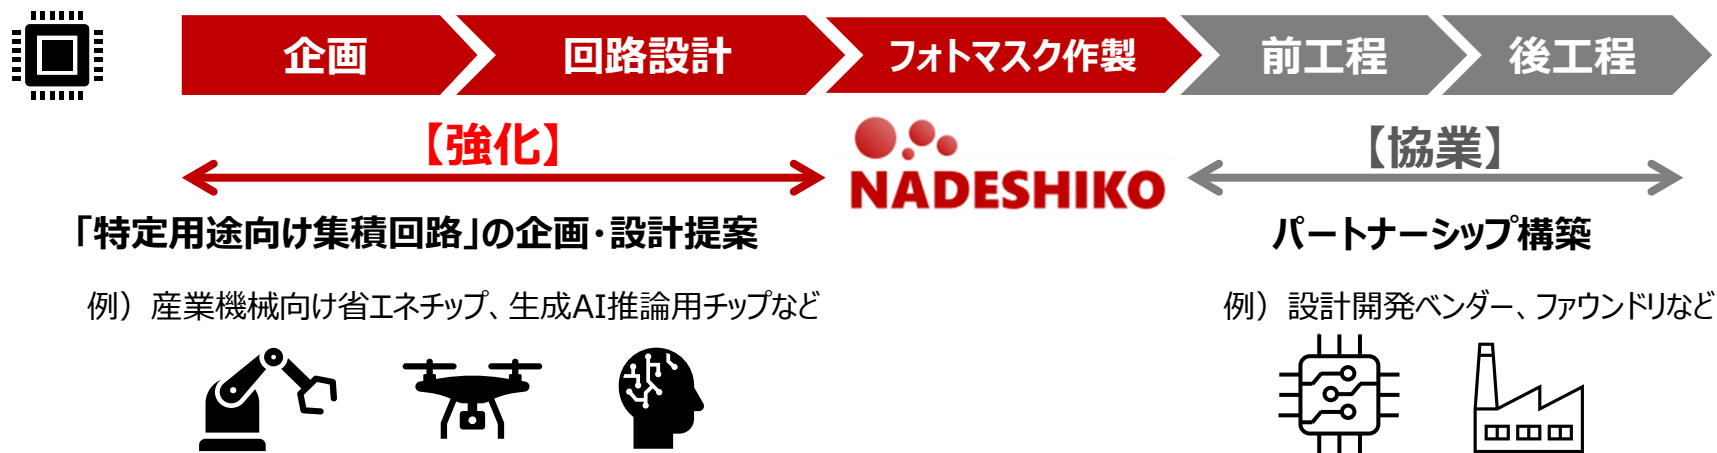 企画
回路設計
フォトマスク作製
前工程
後工程
【強化】
NADESHIKO
【協業】
「特定用途向け集積回路」の企画・設計提案
パートナーシップ構築
例）産業機械向け省エネチップ、生成AI推論用チップなど
例）設計開発ベンダー、ファウンドリなど